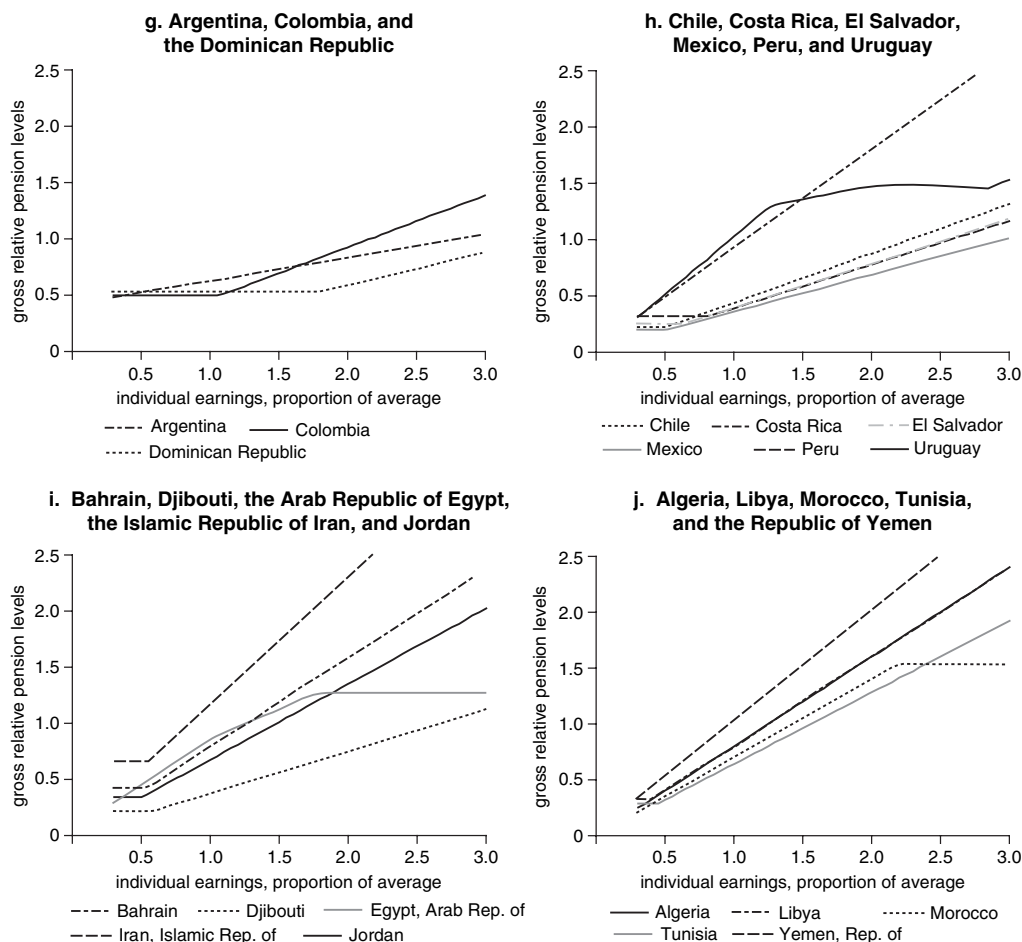 g. Argentina, Colombia, and
the Dominican Republic
2.5
2.0
1.5
1.0
0.5
0
gross relative pension levels
0.5 1.0 1.5 2.0 2.5 3.0
individual earnings, proportion of average
Argentina Colombia
Dominican Republic
h. Chile, Costa Rica, El Salvador,
Mexico, Peru, and Uruguay
2.5
2.0
1.5
1.0
0.5
0
gross relative pension levels
0.5 1.0 1.5 2.0 2.5 3.0
individual earnings, proportion of average
Chile Costa Rica El Salvador
Mexico Peru Uruguay
i. Bahrain, Djibouti, the Arab Republic of Egypt,
the Islamic Republic of Iran, and Jordan
2.5
2.0
1.5
1.0
0.5
0
gross relative pension levels
0.5 1.0 1.5 2.0 2.5 3.0
individual earnings, proportion of average
Bahrain Djibouti Egypt, Arab Rep. of
Iran, Islamic Rep. of Jordan
j. Algeria, Libya, Morocco, Tunisia,
and the Republic of Yemen
2.5
2.0
1.5
1.0
0.5
0
gross relative pension levels
0.5 1.0 1.5 2.0 2.5 3.0
individual earnings, proportion of average
Algeria Libya Morocco
Tunisia Yemen, Rep. of